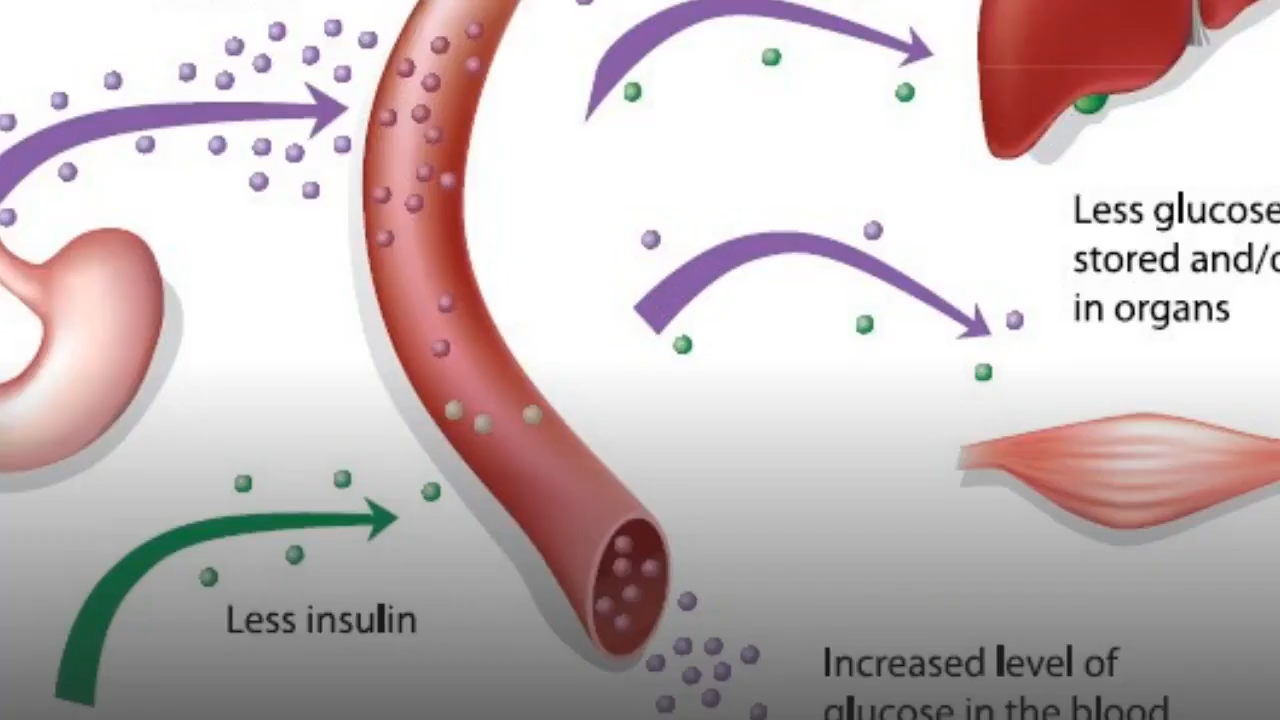 Less glucose
stored and/
in organs
Less insulin
Increased level of
glucose in the blood